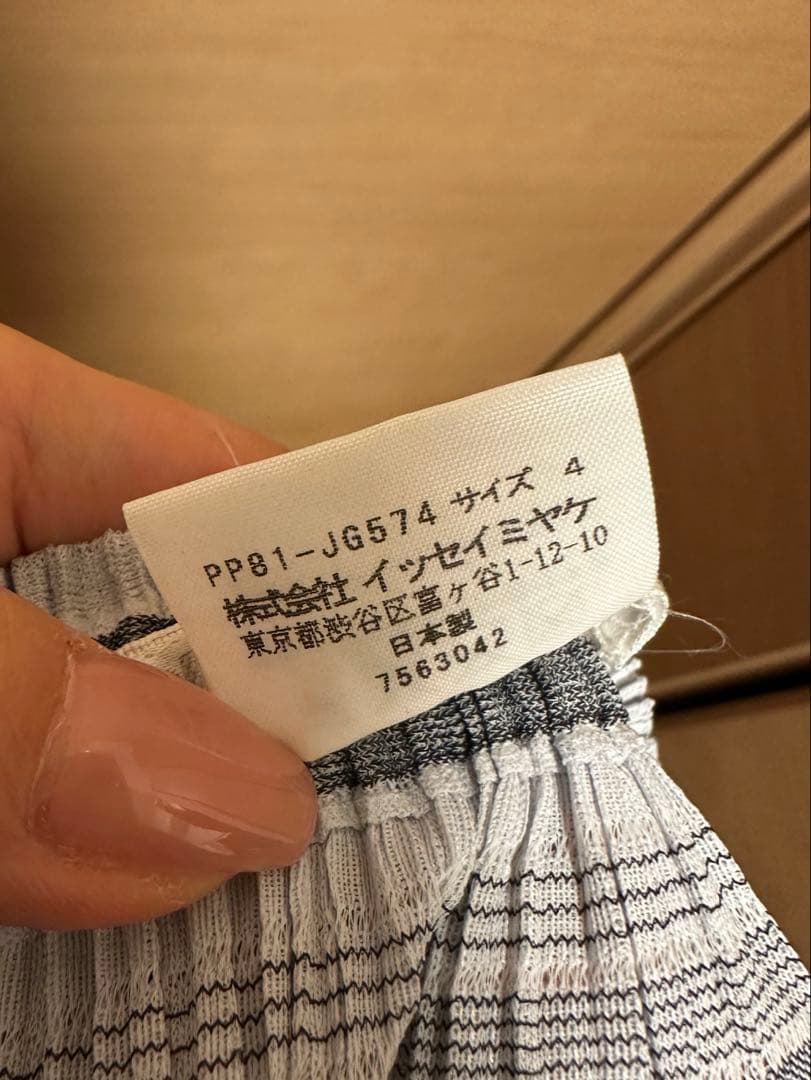 PP81-JG574 サイズ 4
株式会社 イッセイミヤケ
東京都渋谷区富ヶ谷1-12-10
日本製
7563042